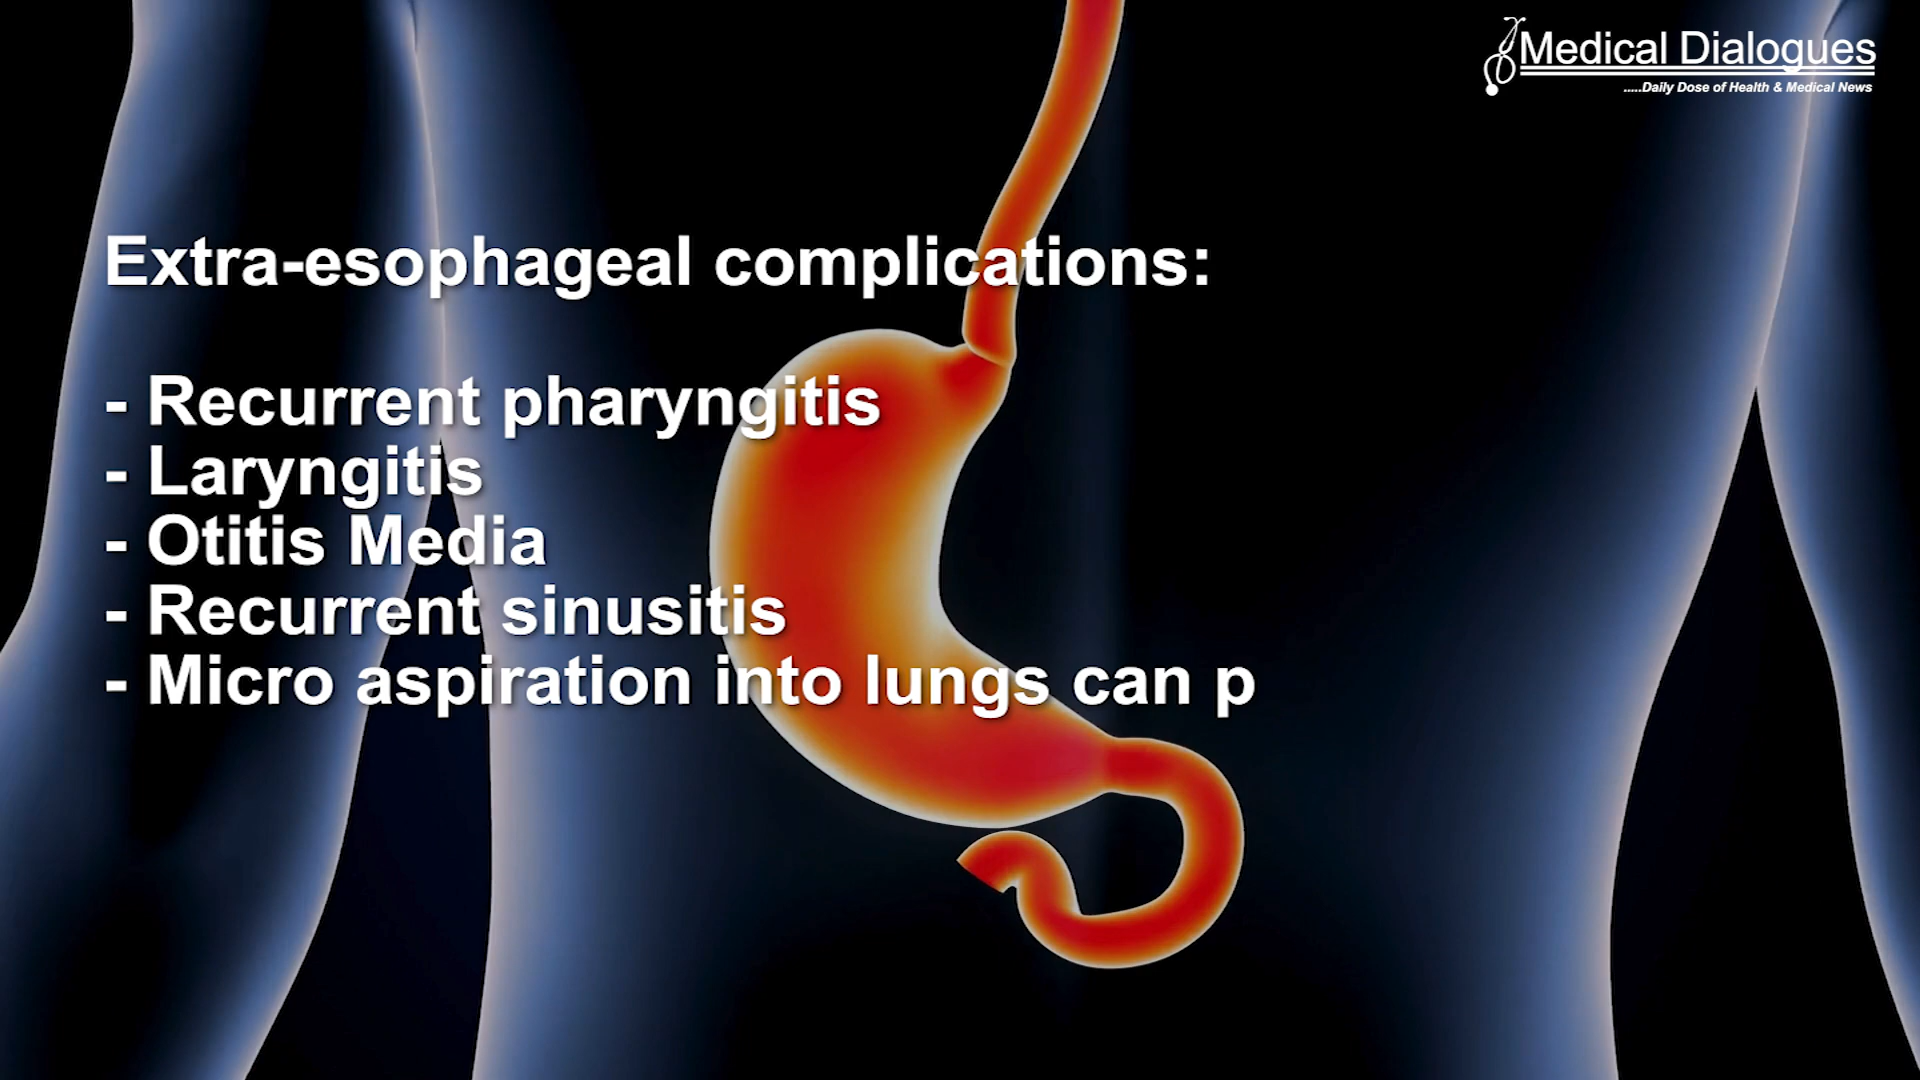 Medical Dialogues
.....Daily Dose of Health & Medical News
Extra-esophageal complications:
- Recurrent pharyngitis
- Laryngitis
- Otitis Media
- Recurrent sinusitis
- Micro aspiration into lungs can p